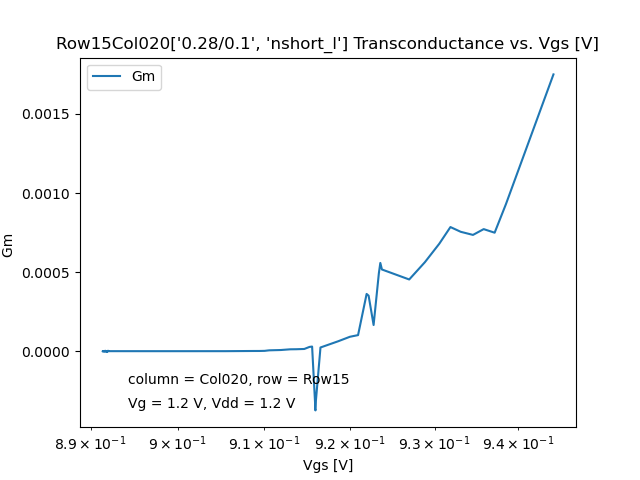 Row15Col020['0.28/0.1', 'nshort_l'] Transconductance vs. Vgs [V]
Gm
0.0015
0.0010
0.0005
0.0000
Gm
column = Col020, row = Row15
Vg = 1.2 V, Vdd = 1.2 V
8.9 × 10⁻¹ 9 × 10⁻¹ 9.1 × 10⁻¹ 9.2 × 10⁻¹ 9.3 × 10⁻¹ 9.4 × 10⁻¹
Vgs [V]